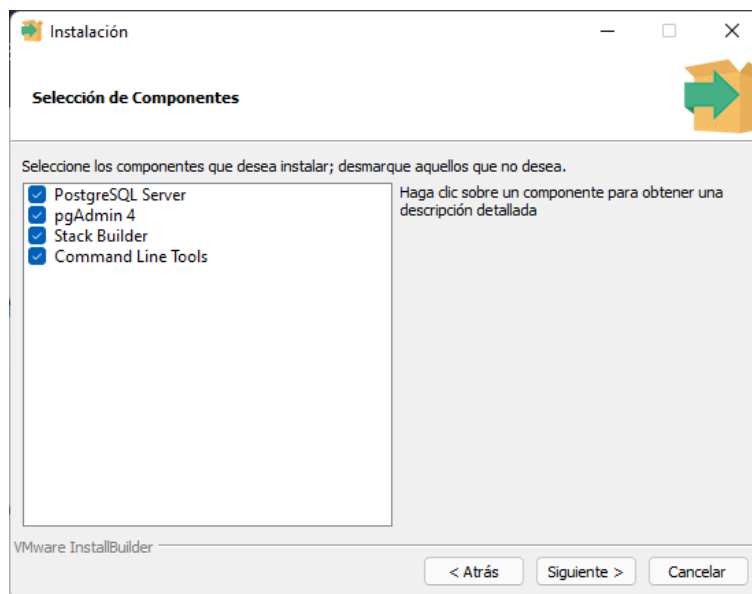 Instalación
Selección de Componentes
Seleccione los componentes que desea instalar; desmarque aquellos que no desea.
PostgreSQL Server
pgAdmin 4
Stack Builder
Command Line Tools
Haga clic sobre un componente para obtener una
descripción detallada
VMware InstallBuilder
< Atrás
Siguiente >
Cancelar